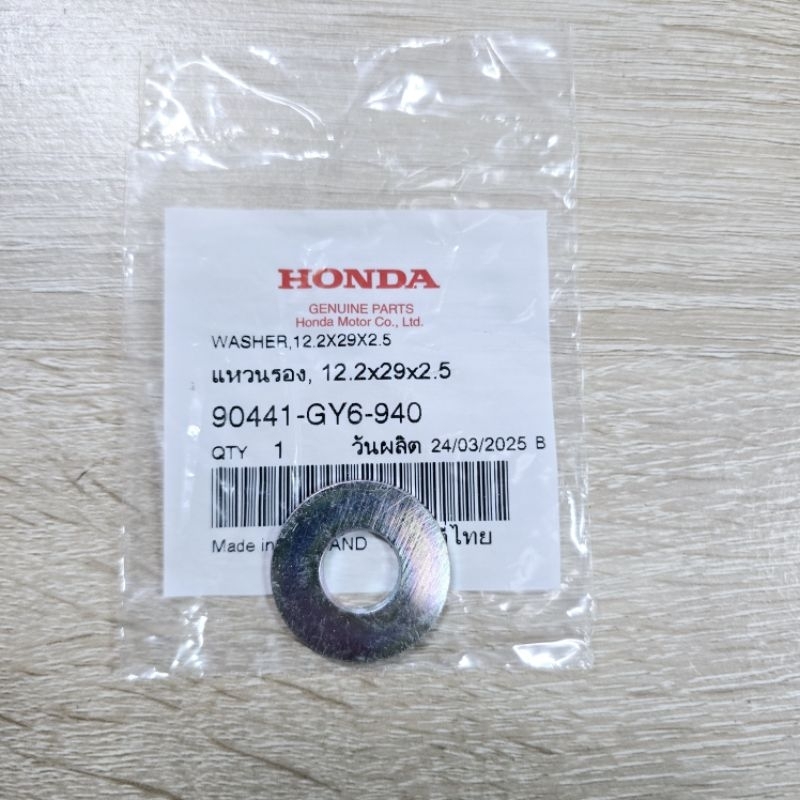 HONDA
GENUINE PARTS
Honda Motor Co., Ltd.
WASHER,12.2X29X2.5
แหวนรอง, 12.2x29x2.5
90441-GY6-940
QTY 1 วันผลิต 24/03/2025 B
Made in AND ไทย